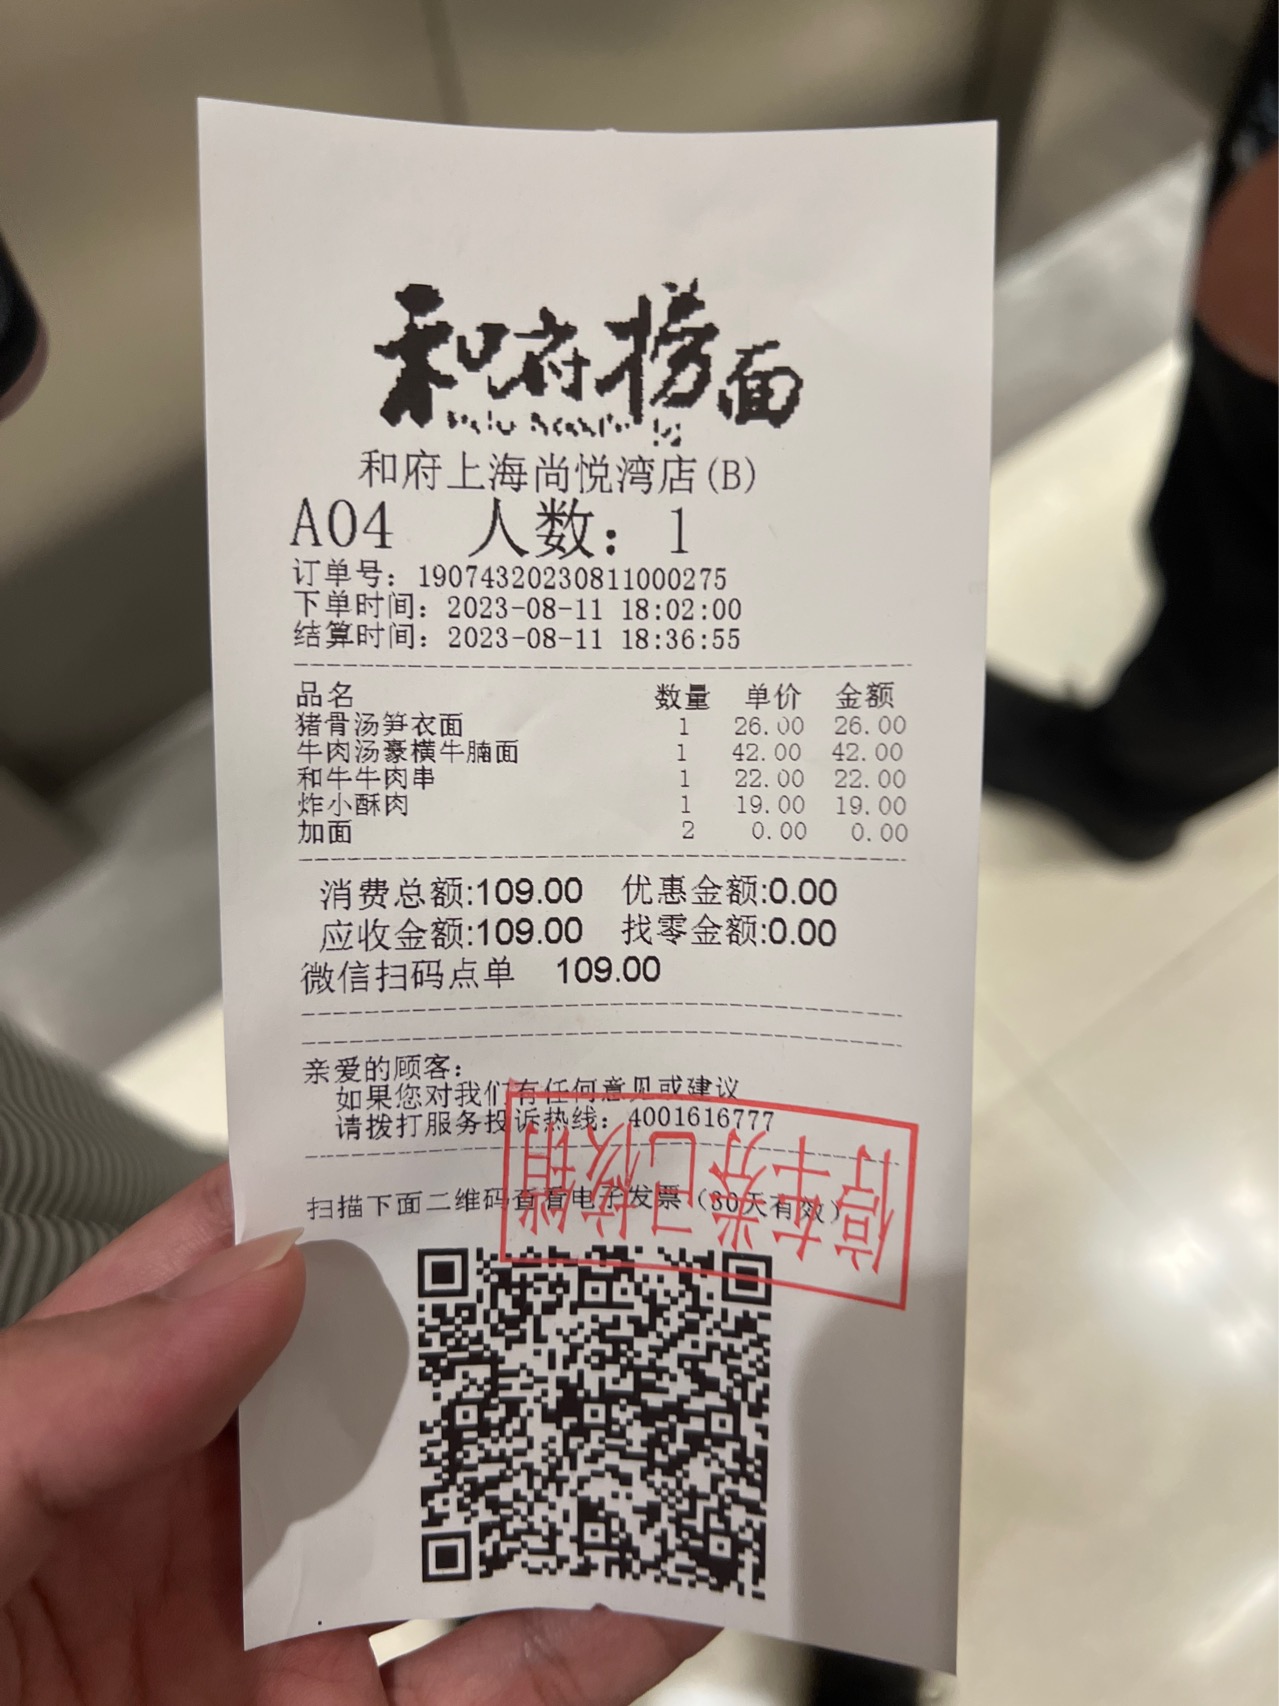 和府捞面
和府上海尚悦湾店(B)
A04 人数: 1
订单号: 19074320230811000275
下单时间: 2023-08-11 18:02:00
结算时间: 2023-08-11 18:36:55
品名 数量 单价 金额
猪骨汤笋衣面 1 26.00 26.00
牛肉汤豪横牛腩面 1 42.00 42.00
和牛牛肉串 1 22.00 22.00
炸小酥肉 1 19.00 19.00
加面 2 0.00 0.00
消费总额:109.00 优惠金额:0.00
应收金额:109.00 找零金额:0.00
微信扫码点单 109.00
亲爱的顾客:
如果您对我们有任何意见或建议
请拨打服务投诉热线: 4001616777
扫描下面二维码查看电子发票(30天有效)
停车券已核销